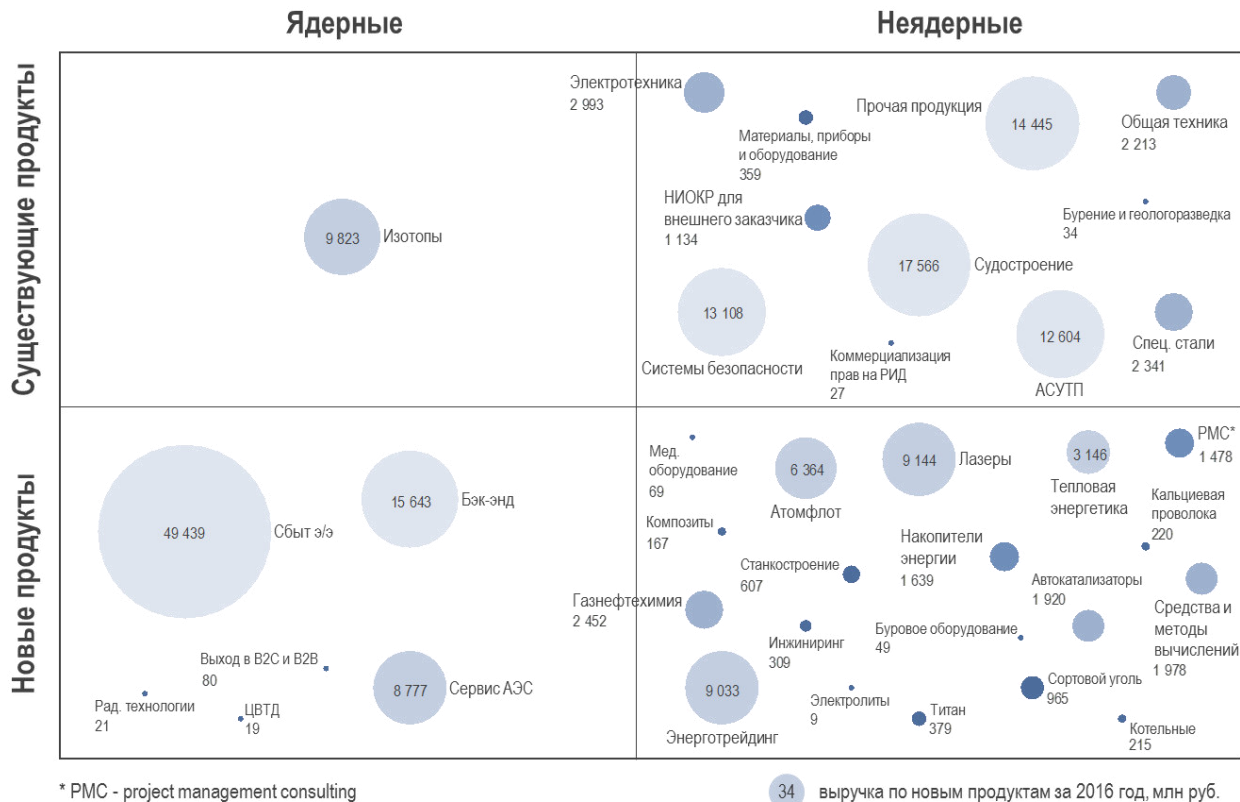 Ядерные
Неядерные
Существующие продукты
Электротехника
2 993
Материалы, приборы
и оборудование
359
Прочая продукция
14 445
Общая техника
2 213
НИОКР для
внешнего заказчика
1 134
Бурение и геологоразведка
34
9 823
Изотопы
17 566
Судостроение
13 108
Системы безопасности
Коммерциализация
прав на РИД
27
12 604
АСУТП
Спец. стали
2 341
Новые продукты
49 439
Сбыт э/э
15 643
Бэк-энд
Выход в B2C и B2B
80
Рад. технологии
21
ЦВТД
19
8 777
Сервис АЭС
Мед.
оборудование
69
6 364
Атомфлот
9 144
Лазеры
3 146
Тепловая
энергетика
PMC*
1 478
Кальциевая
проволока
220
Композиты
167
Станкостроение
607
Накопители
энергии
1 639
Автокатализаторы
1 920
Средства и
методы
вычислений
1 978
Газнефтехимия
2 452
Инжиниринг
309
Буровое оборудование
49
9 033
Энерготрейдинг
Электролиты
9
Титан
379
Сортовой уголь
965
Котельные
215
* PMC - project management consulting
34 выручка по новым продуктам за 2016 год, млн руб.